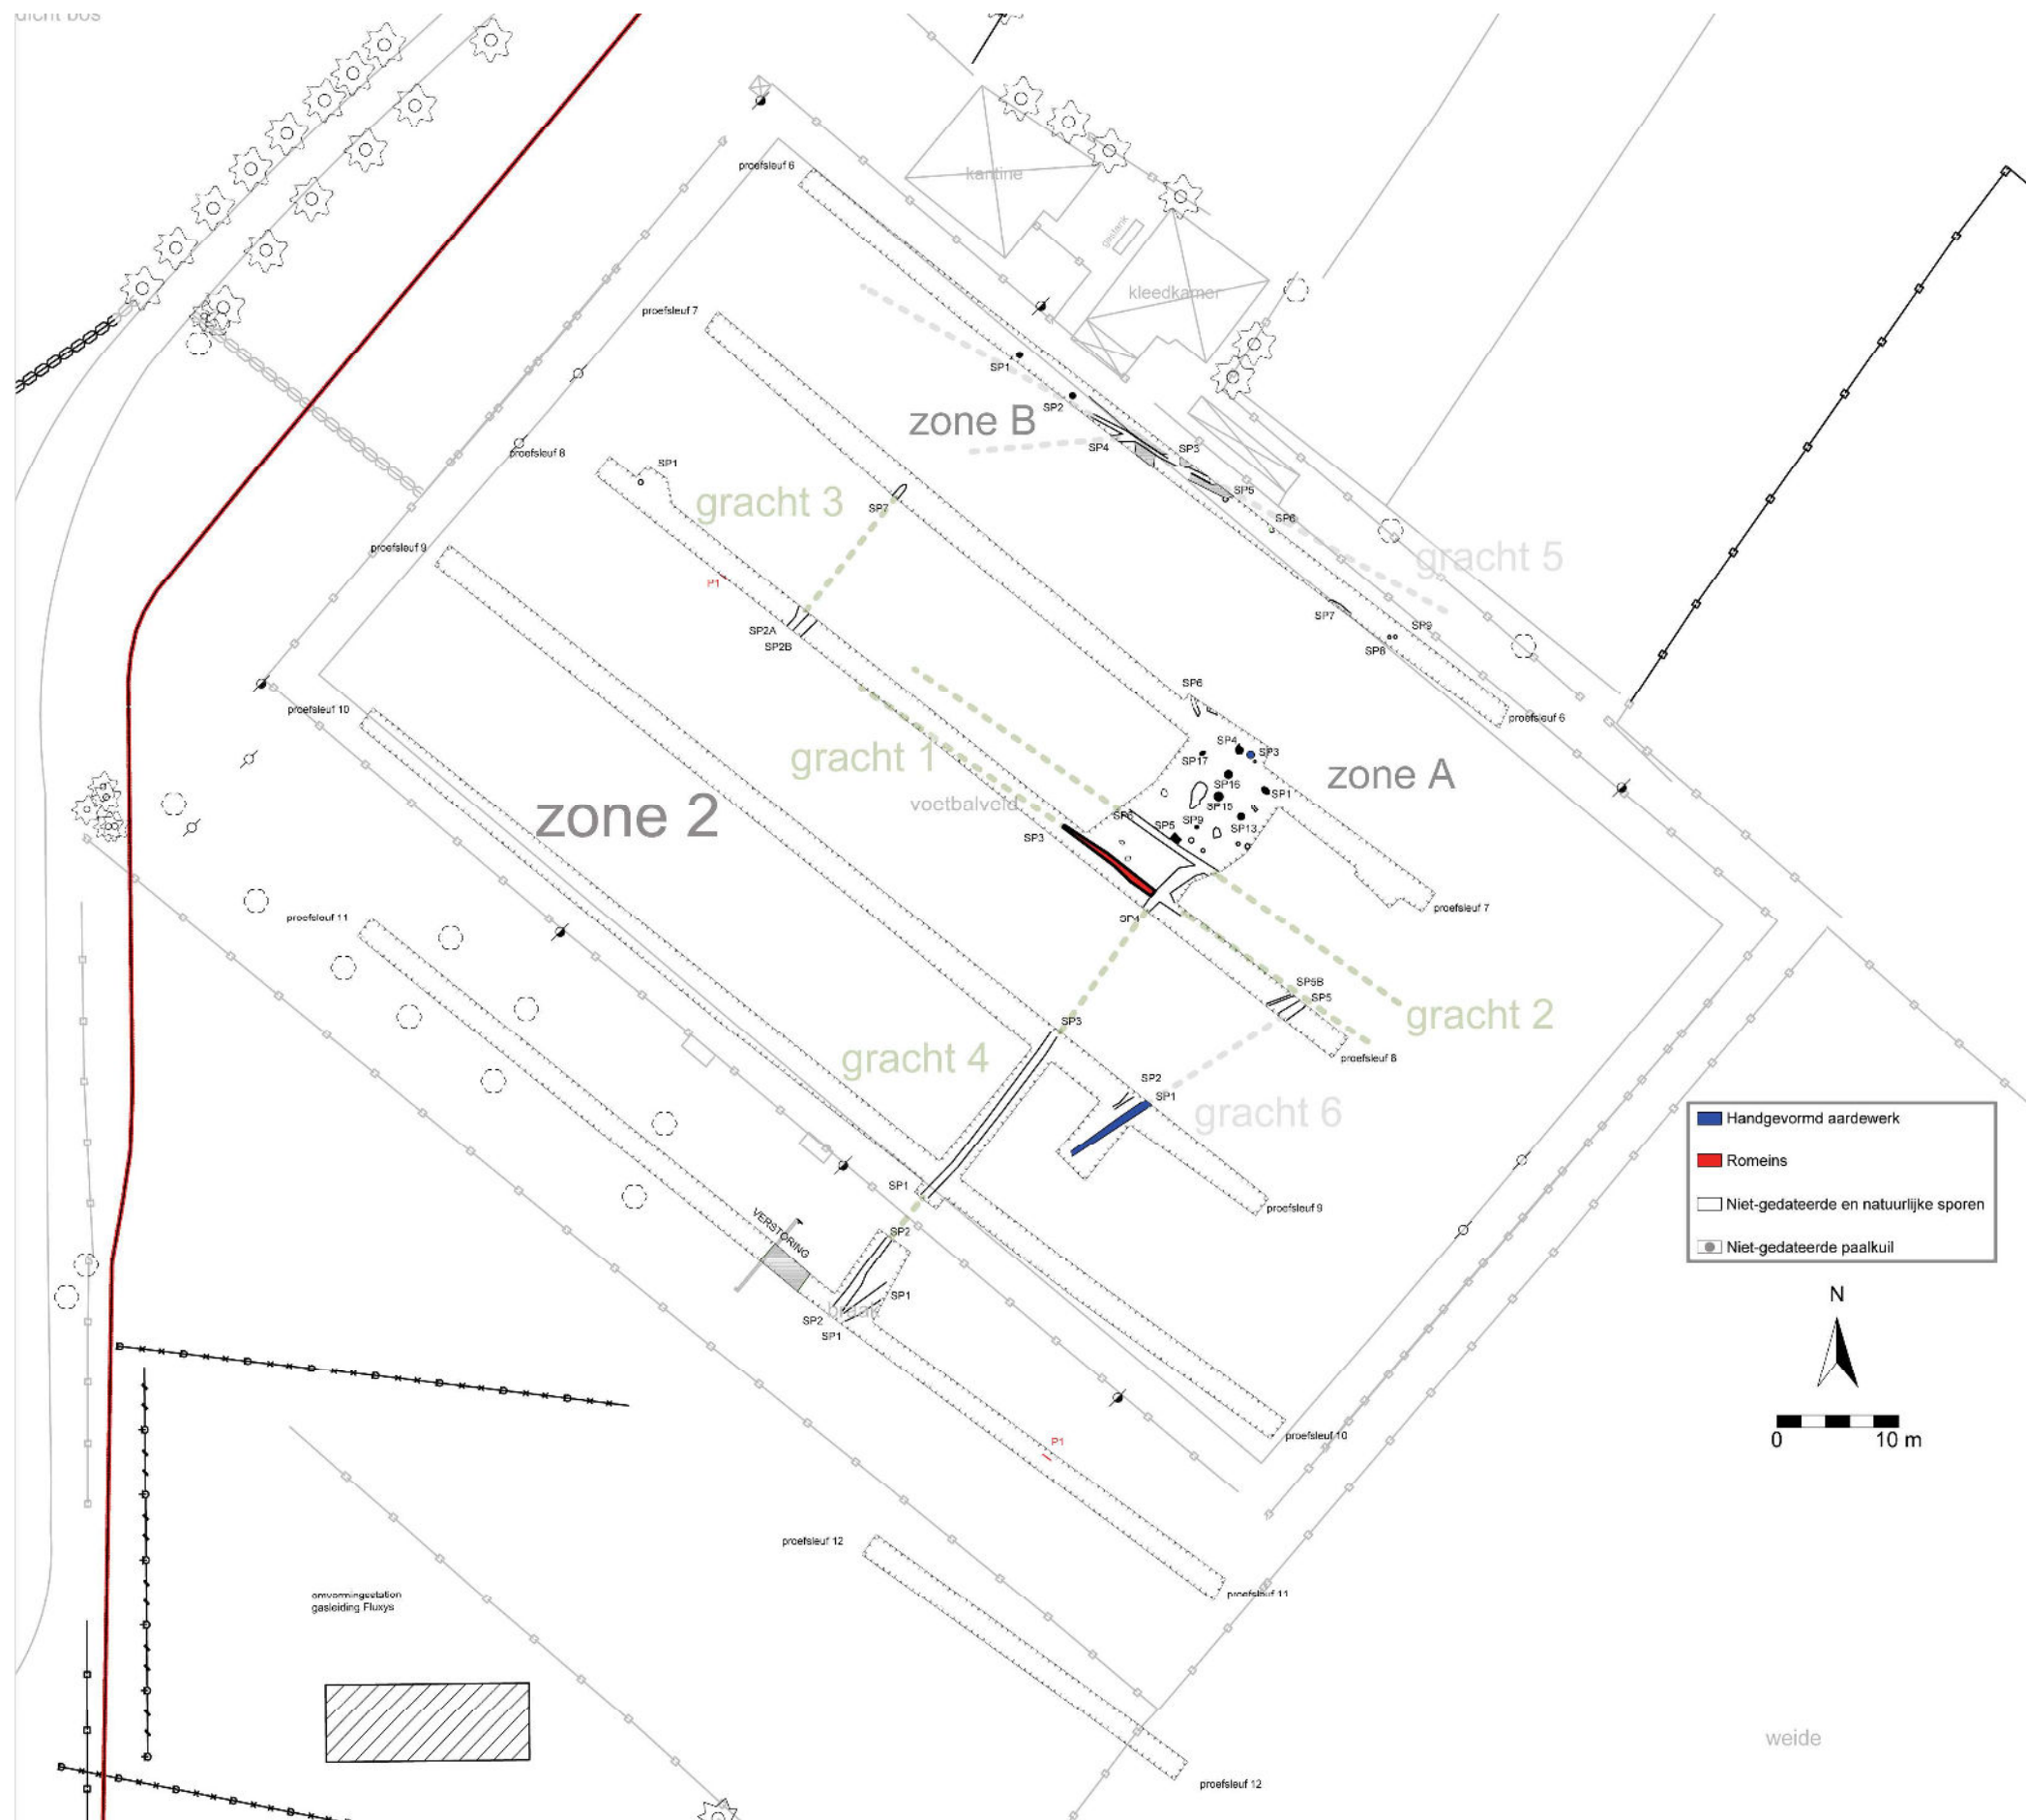 dicht bos
proefsleuf 6
kantine
gastank
kleedkamer
proefsleuf 7
SP1
SP2
zone B
SP4
SP3
proefsleuf 8
SP1
SP5
gracht 3
SP7
SP6
gracht 5
proefsleuf 9
P1
SP7
SP9
SP2A
SP8
SP2B
SP6
proefsleuf 10
proefsleuf 6
SP4
SP3
SP17
gracht 1
zone A
SP16
SP1
voetbalveld
SP15
zone 2
SP9
SP5
SP13
SP3
proefsleuf 7
proefsleuf 11
SP4
SP5B
SP5
gracht 2
SP3
gracht 4
proefsleuf 8
SP2
SP1
gracht 6
Handgevormd aardewerk
Romeins
SP1
Niet-gedateerde en natuurlijke sporen
proefsleuf 9
VERSTORING
SP2
Niet-gedateerde paalkuil
SP1
N
braak
SP2
SP1
proefsleuf 10
0 10 m
P1
proefsleuf 12
omvormingsstation
gasleiding Fluxys
proefsleuf 11
weide
proefsleuf 12